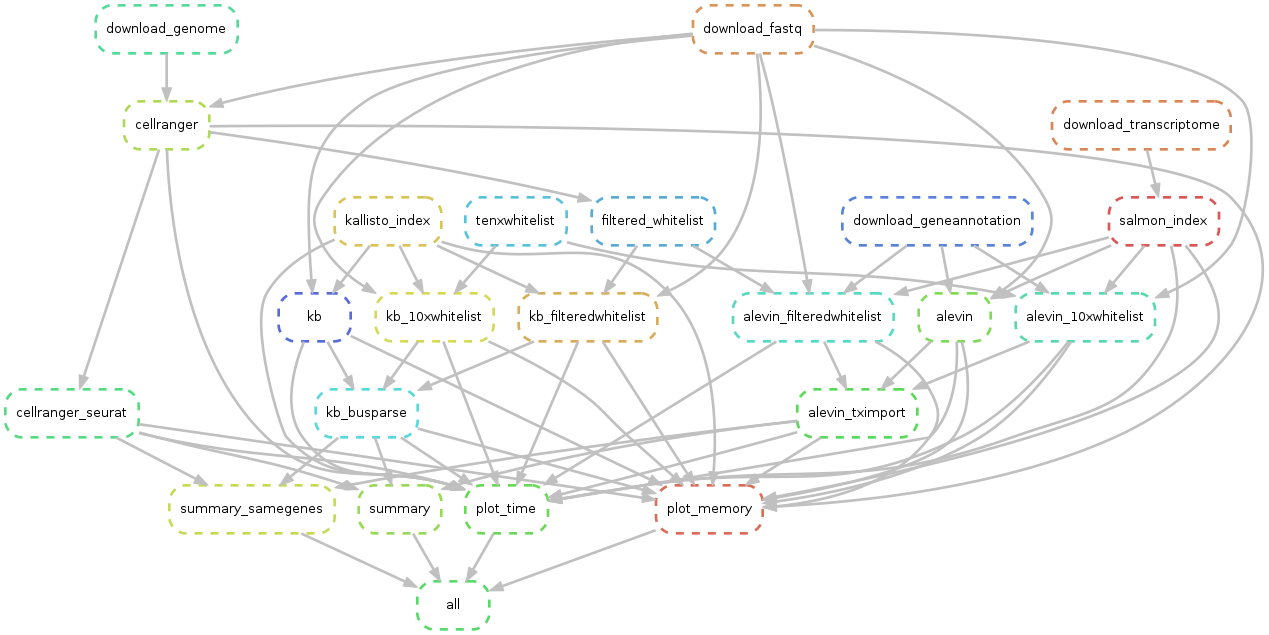 download_genome
download_fastq
cellranger
download_transcriptome
kallisto_index
tenxwhitelist
filtered_whitelist
download_geneannotation
salmon_index
kb
kb_10xwhitelist
kb_filteredwhitelist
alevin_filteredwhitelist
alevin
alevin_10xwhitelist
cellranger_seurat
kb_busparse
alevin_tximport
summary_samegenes
summary
plot_time
plot_memory
all